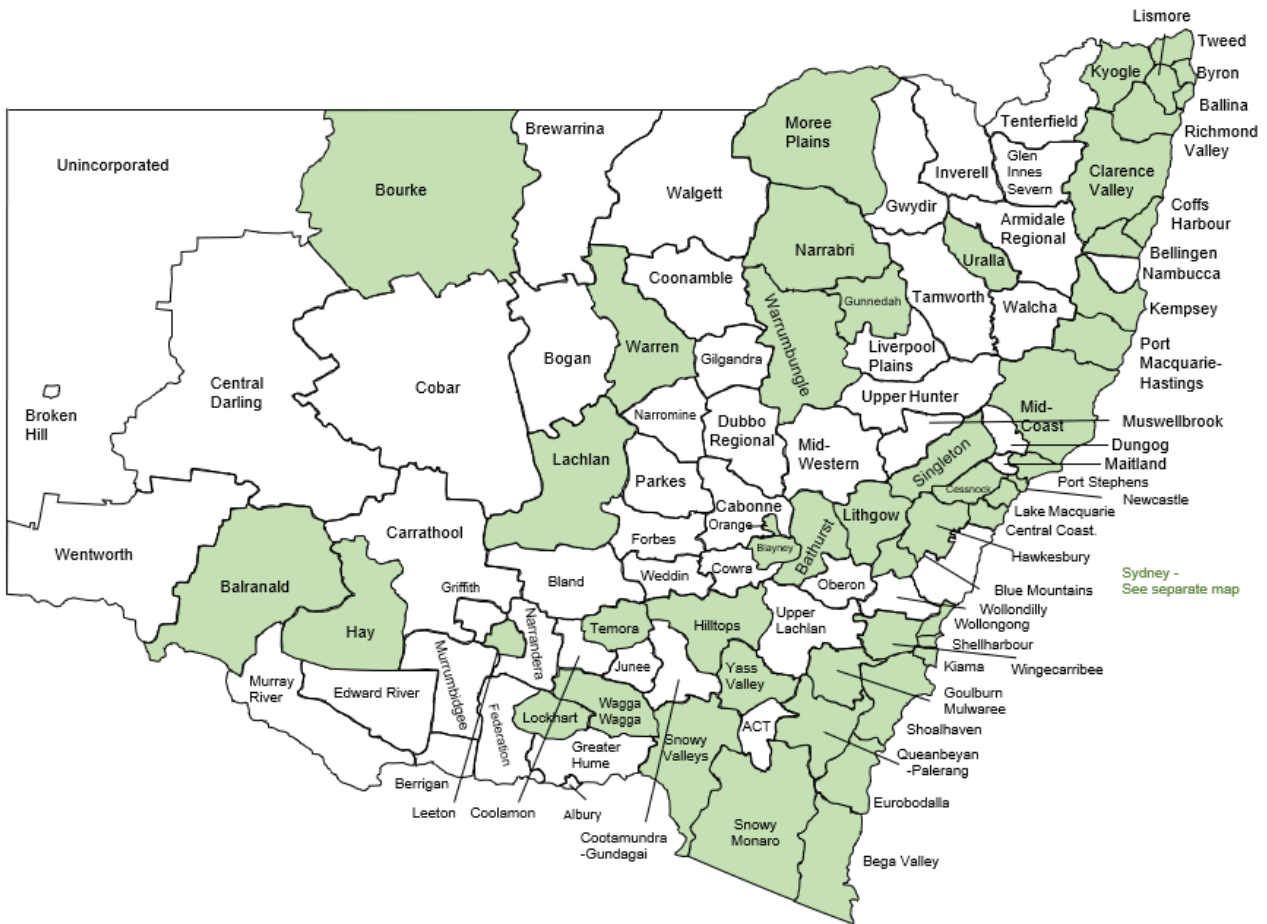 Lismore
Tweed
Kyogle
Byron
Ballina
Tenterfield
Richmond
Valley
Moree
Plains
Brewarrina
Unincorporated
Bourke
Walgett
Inverell
Glen
Innes
Severn
Clarence
Valley
Gwydir
Armidale
Regional
Coffs
Harbour
Narrabri
Uralla
Bellingen
Nambucca
Coonamble
Warrumbungle
Gunnedah
Tamworth
Walcha
Kempsey
Bogan
Warren
Gilgandra
Liverpool
Plains
Port
Macquarie-
Hastings
Central
Darling
Cobar
Broken
Hill
Narromine
Dubbo
Regional
Upper Hunter
Mid-
Coast
Muswellbrook
Mid-
Western
Dungog
Lachlan
Singleton
Maitland
Parkes
Port Stephens
Cessnock
Newcastle
Cabonne
Orange
Lithgow
Lake Macquarie
Central Coast.
Carrathool
Forbes
Blayney
Bathurst
Hawkesbury
Wentworth
Balranald
Griffith
Bland
Weddin
Cowra
Oberon
Blue Mountains
Sydney -
See separate map
Wollondilly
Wollongong
Hay
Narrandera
Temora
Hilltops
Upper
Lachlan
Shellharbour
Wingecarribee
Kiama
Murrumbidgee
Junee
Yass
Valley
Murray
River
Edward River
Federation
Lockhart
Wagga
Wagga
Goulburn
Mulwaree
Shoalhaven
ACT
Snowy
Valleys
Greater
Hume
Queanbeyan
-Palerang
Berrigan
Leeton
Coolamon
Albury
Eurobodalla
Cootamundra
-Gundagai
Snowy
Monaro
Bega Valley